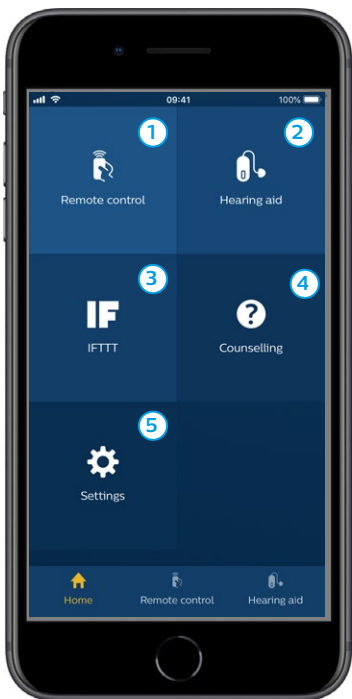 09:41 100%
1
2
Remote control Hearing aid
3
4
IF
IFTTT Counselling
?
5
Settings
Home Remote control Hearing aid